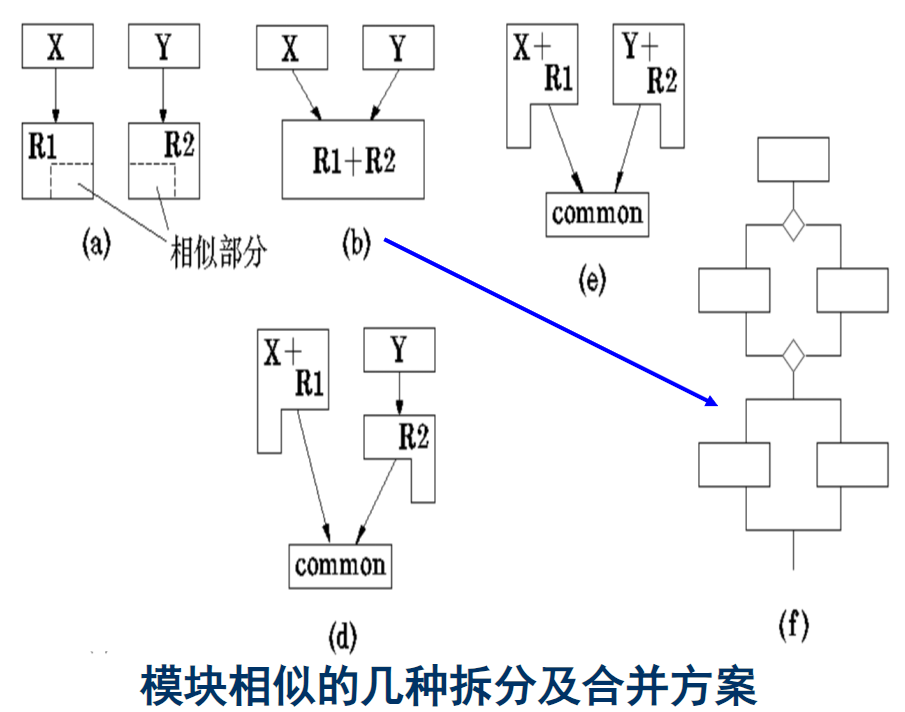 X
Y
R1
R2
相似部分
(a)
X
Y
R1+R2
(b)
X+
R1
Y+
R2
common
(e)
X+
R1
Y
R2
common
(d)
(f)
模块相似的几种拆分及合并方案